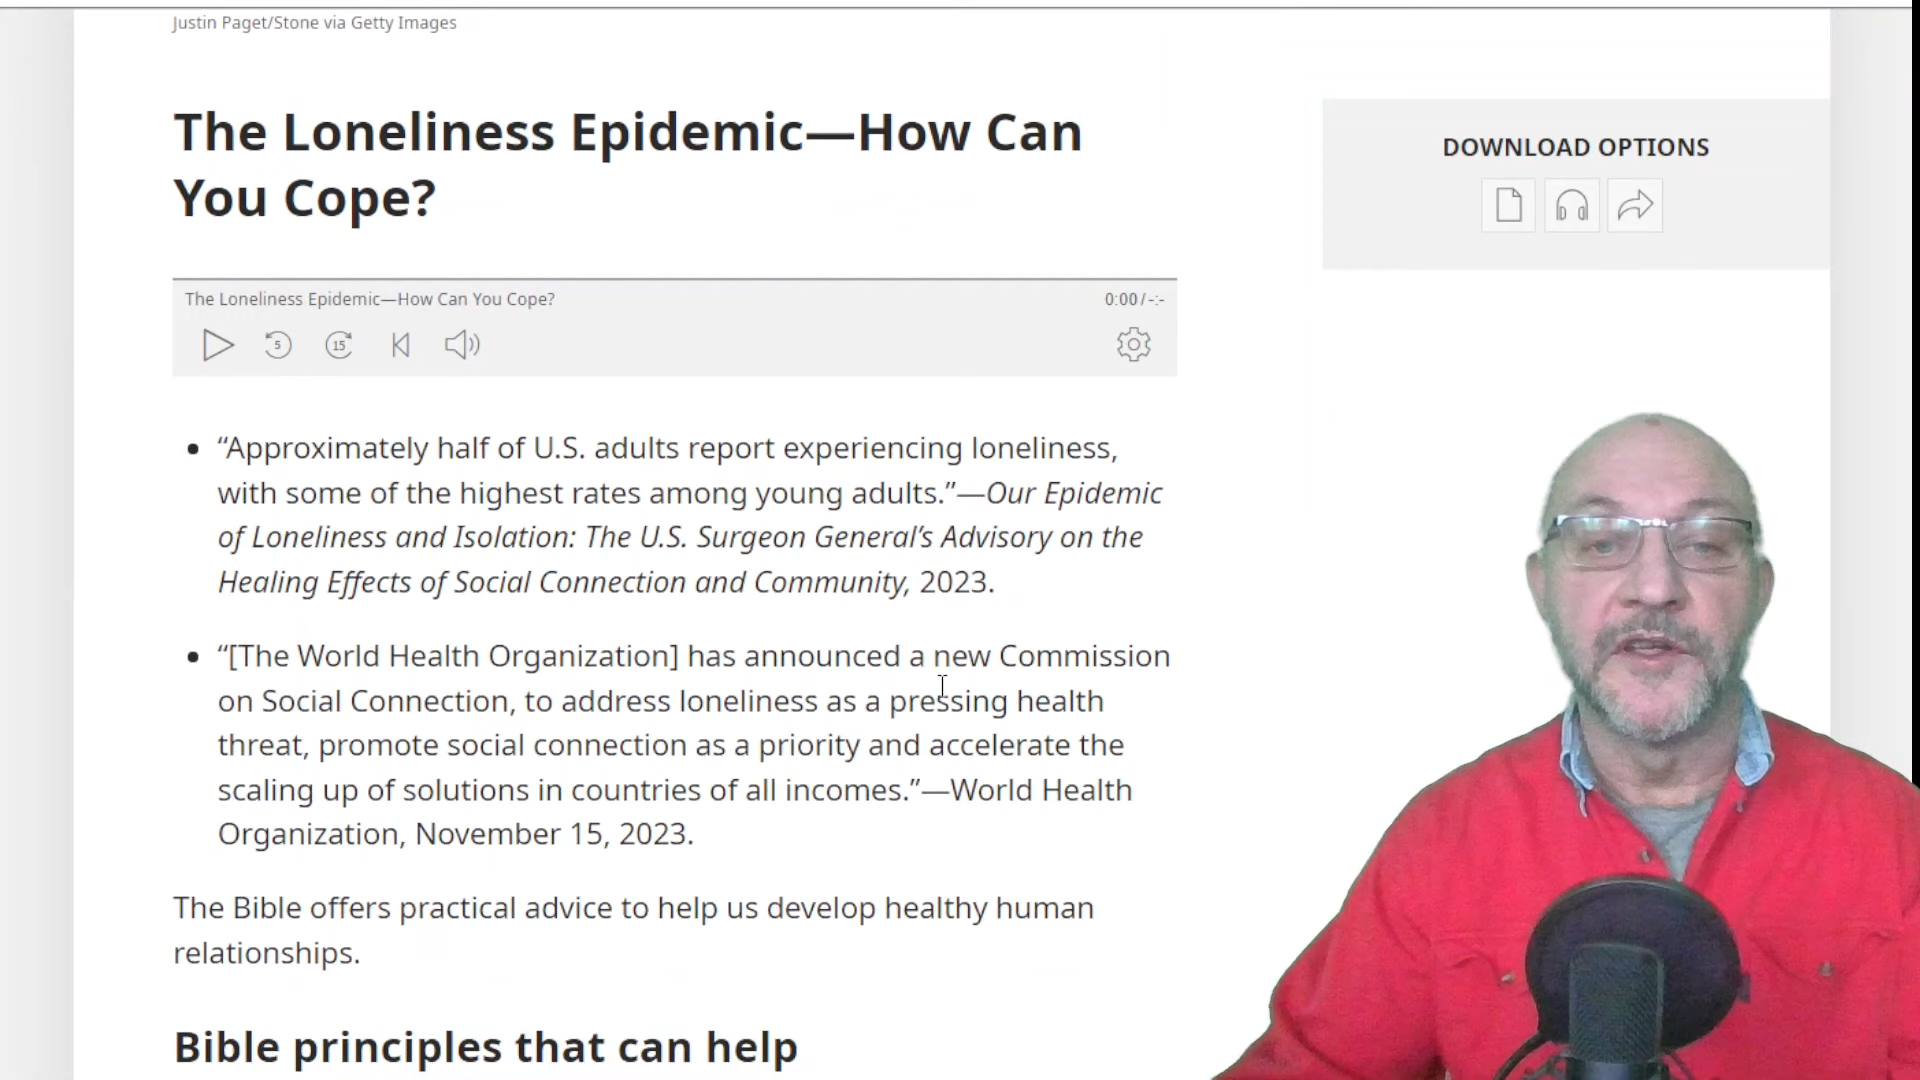 Justin Paget/Stone via Getty Images
The Loneliness Epidemic—How Can
You Cope?
DOWNLOAD OPTIONS
The Loneliness Epidemic—How Can You Cope?
0:00 / -:-
5
15
• “Approximately half of U.S. adults report experiencing loneliness,
with some of the highest rates among young adults.”—Our Epidemic
of Loneliness and Isolation: The U.S. Surgeon General’s Advisory on the
Healing Effects of Social Connection and Community, 2023.
• “[The World Health Organization] has announced a new Commission
on Social Connection, to address loneliness as a pressing health
threat, promote social connection as a priority and accelerate the
scaling up of solutions in countries of all incomes.”—World Health
Organization, November 15, 2023.
The Bible offers practical advice to help us develop healthy human
relationships.
Bible principles that can help